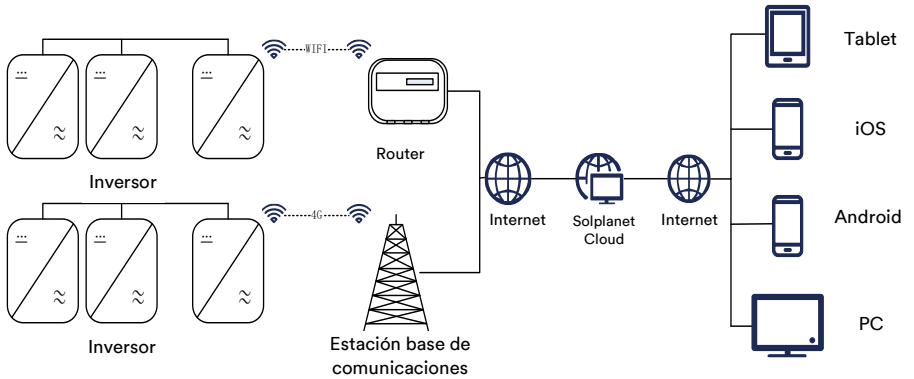 WIFI
Tablet
iOS
Router
Inversor
Internet
Solplanet
Cloud
Internet
Android
4G
Inversor
Estación base de
comunicaciones
PC